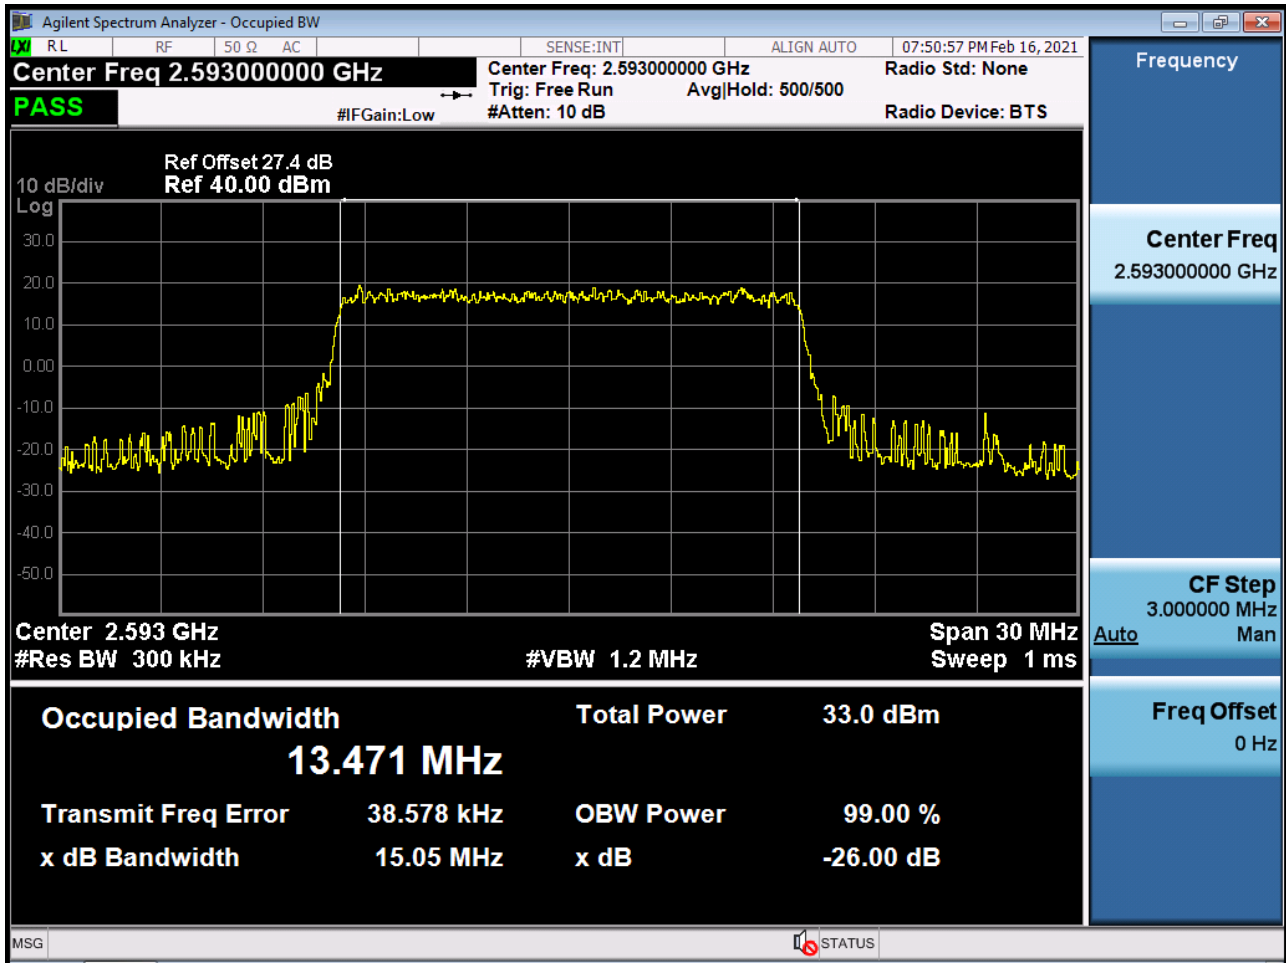 Agilent Spectrum Analyzer - Occupied BW
LXI RL RF 50 Ω AC SENSE:INT ALIGN AUTO 07:50:57 PM Feb 16, 2021
Center Freq 2.593000000 GHz
PASS
#IFGain:Low
Center Freq: 2.593000000 GHz
Trig: Free Run Avg|Hold: 500/500
#Atten: 10 dB
Radio Std: None
Radio Device: BTS
Frequency
Ref Offset 27.4 dB
10 dB/div Ref 40.00 dBm
Log
30.0
20.0
10.0
0.00
-10.0
-20.0
-30.0
-40.0
-50.0
Center 2.593 GHz Span 30 MHz
#Res BW 300 kHz #VBW 1.2 MHz Sweep 1 ms
Occupied Bandwidth Total Power 33.0 dBm
13.471 MHz
Transmit Freq Error 38.578 kHz OBW Power 99.00 %
x dB Bandwidth 15.05 MHz x dB -26.00 dB
Center Freq
2.593000000 GHz
CF Step
3.000000 MHz
Auto Man
Freq Offset
0 Hz
MSG STATUS